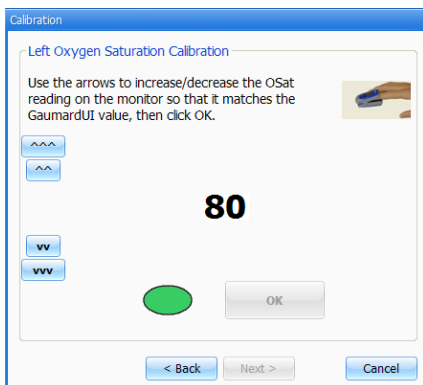 Calibration
Left Oxygen Saturation Calibration
Use the arrows to increase/decrease the OSat
reading on the monitor so that it matches the
GaumardUI value, then click OK.
^^^
^^
80
vv
vvv
OK
< Back Next > Cancel